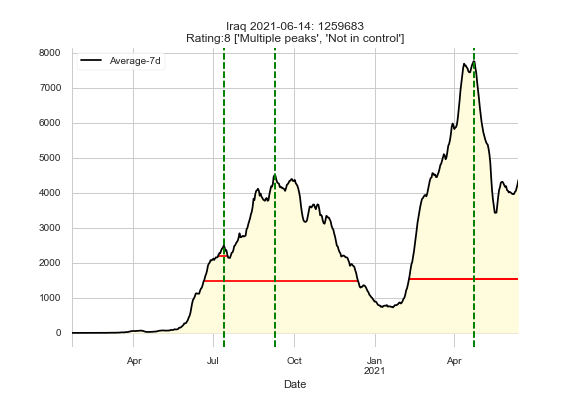 Iraq 2021-06-14: 1259683
Rating:8 ['Multiple peaks', 'Not in control']
Average-7d
8000
7000
6000
5000
4000
3000
2000
1000
0
Apr
Jul
Oct
Jan
2021
Apr
Date